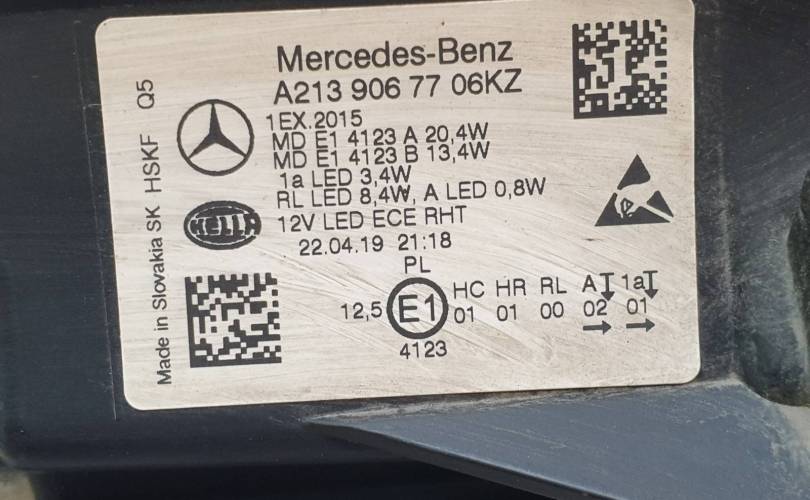 Mercedes-Benz
A213 906 77 06KZ
1EX.2015
MD E1 4123 A 20,4W
MD E1 4123 B 13,4W
1a LED 3,4W
RL LED 8,4W, A LED 0,8W
12V LED ECE RHT
22.04.19 21:18
PL
HC HR RL A 1a
12,5 E1 01 01 00 02 01
4123
HELLA
Made in Slovakia SK HSKF Q5